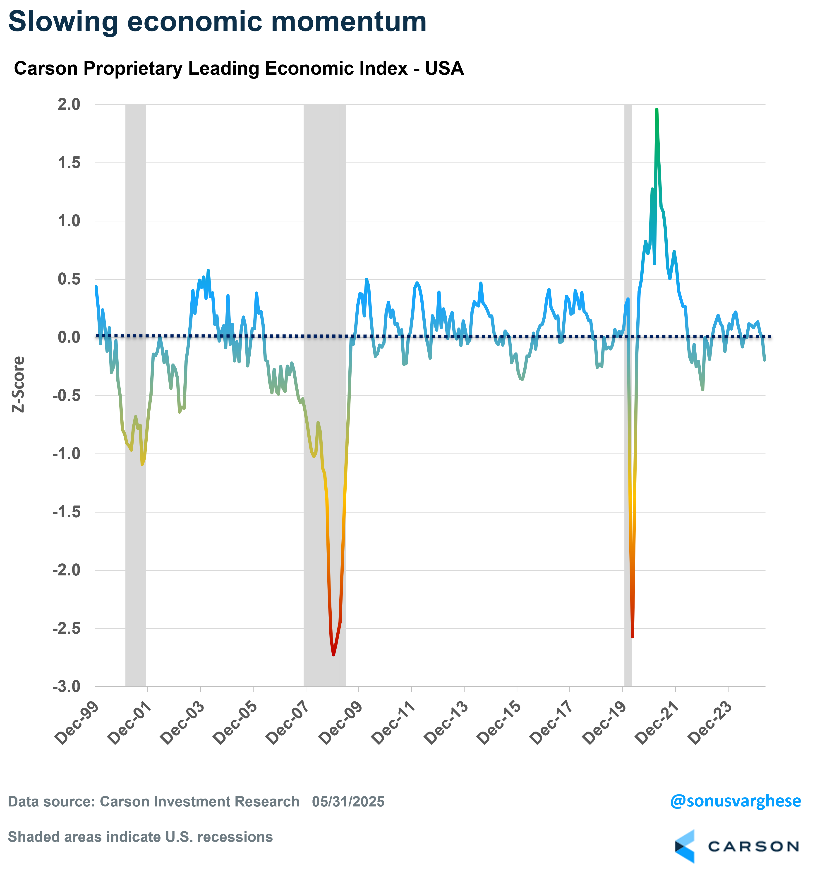 Slowing economic momentum
Carson Proprietary Leading Economic Index - USA
Z-Score
2.0
1.5
1.0
0.5
0.0
-0.5
-1.0
-1.5
-2.0
-2.5
-3.0
Dec-99
Dec-01
Dec-03
Dec-05
Dec-07
Dec-09
Dec-11
Dec-13
Dec-15
Dec-17
Dec-19
Dec-21
Dec-23
Data source: Carson Investment Research 05/31/2025
@sonusvarghese
Shaded areas indicate U.S. recessions
CARSON